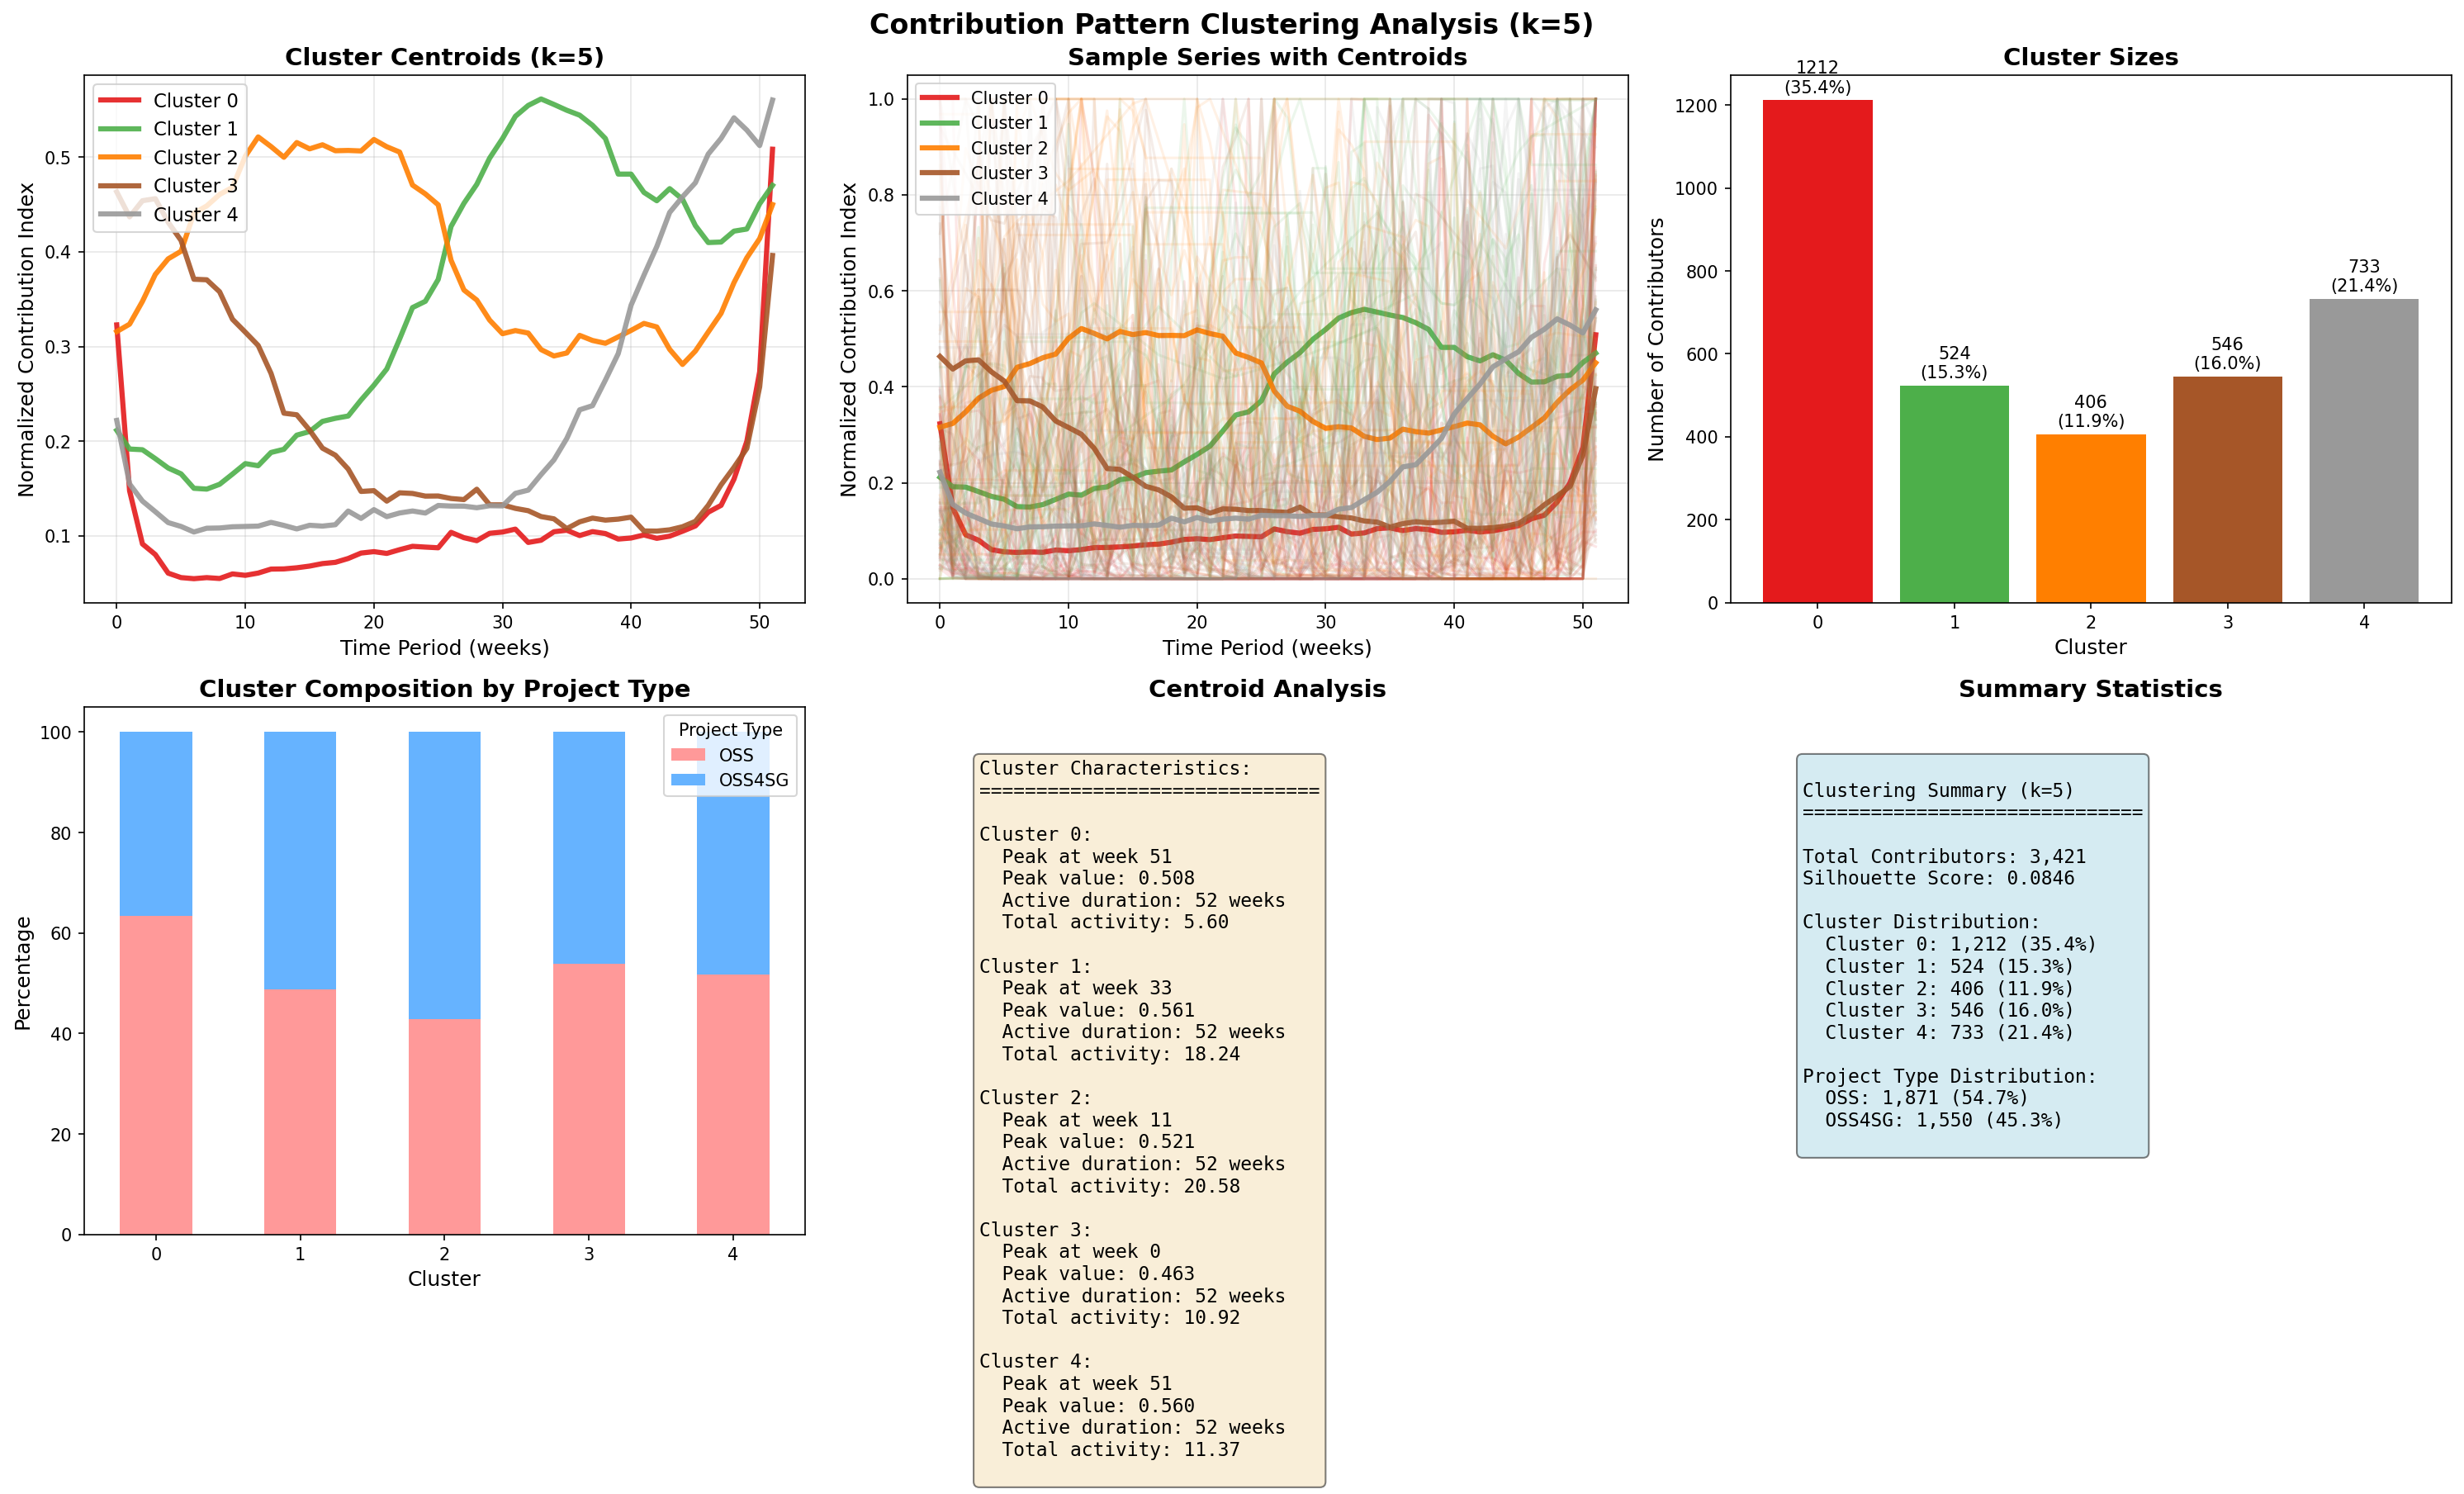 Contribution Pattern Clustering Analysis (k=5)
Cluster Centroids (k=5)
Cluster 0
Cluster 1
Cluster 2
Cluster 3
Cluster 4
0.5
0.4
0.3
0.2
0.1
Normalized Contribution Index
0 10 20 30 40 50
Time Period (weeks)
Sample Series with Centroids
Cluster 0
Cluster 1
Cluster 2
Cluster 3
Cluster 4
1.0
0.8
0.6
0.4
0.2
0.0
Normalized Contribution Index
0 10 20 30 40 50
Time Period (weeks)
Cluster Sizes
1212
(35.4%)
524
(15.3%)
406
(11.9%)
546
(16.0%)
733
(21.4%)
1200
1000
800
600
400
200
0
Number of Contributors
0 1 2 3 4
Cluster
Cluster Composition by Project Type
Project Type
OSS
OSS4SG
100
80
60
40
20
0
Percentage
0 1 2 3 4
Cluster
Centroid Analysis
Cluster Characteristics:
==============================
Cluster 0:
Peak at week 51
Peak value: 0.508
Active duration: 52 weeks
Total activity: 5.60
Cluster 1:
Peak at week 33
Peak value: 0.561
Active duration: 52 weeks
Total activity: 18.24
Cluster 2:
Peak at week 11
Peak value: 0.521
Active duration: 52 weeks
Total activity: 20.58
Cluster 3:
Peak at week 0
Peak value: 0.463
Active duration: 52 weeks
Total activity: 10.92
Cluster 4:
Peak at week 51
Peak value: 0.560
Active duration: 52 weeks
Total activity: 11.37
Summary Statistics
Clustering Summary (k=5)
==============================
Total Contributors: 3,421
Silhouette Score: 0.0846
Cluster Distribution:
Cluster 0: 1,212 (35.4%)
Cluster 1: 524 (15.3%)
Cluster 2: 406 (11.9%)
Cluster 3: 546 (16.0%)
Cluster 4: 733 (21.4%)
Project Type Distribution:
OSS: 1,871 (54.7%)
OSS4SG: 1,550 (45.3%)